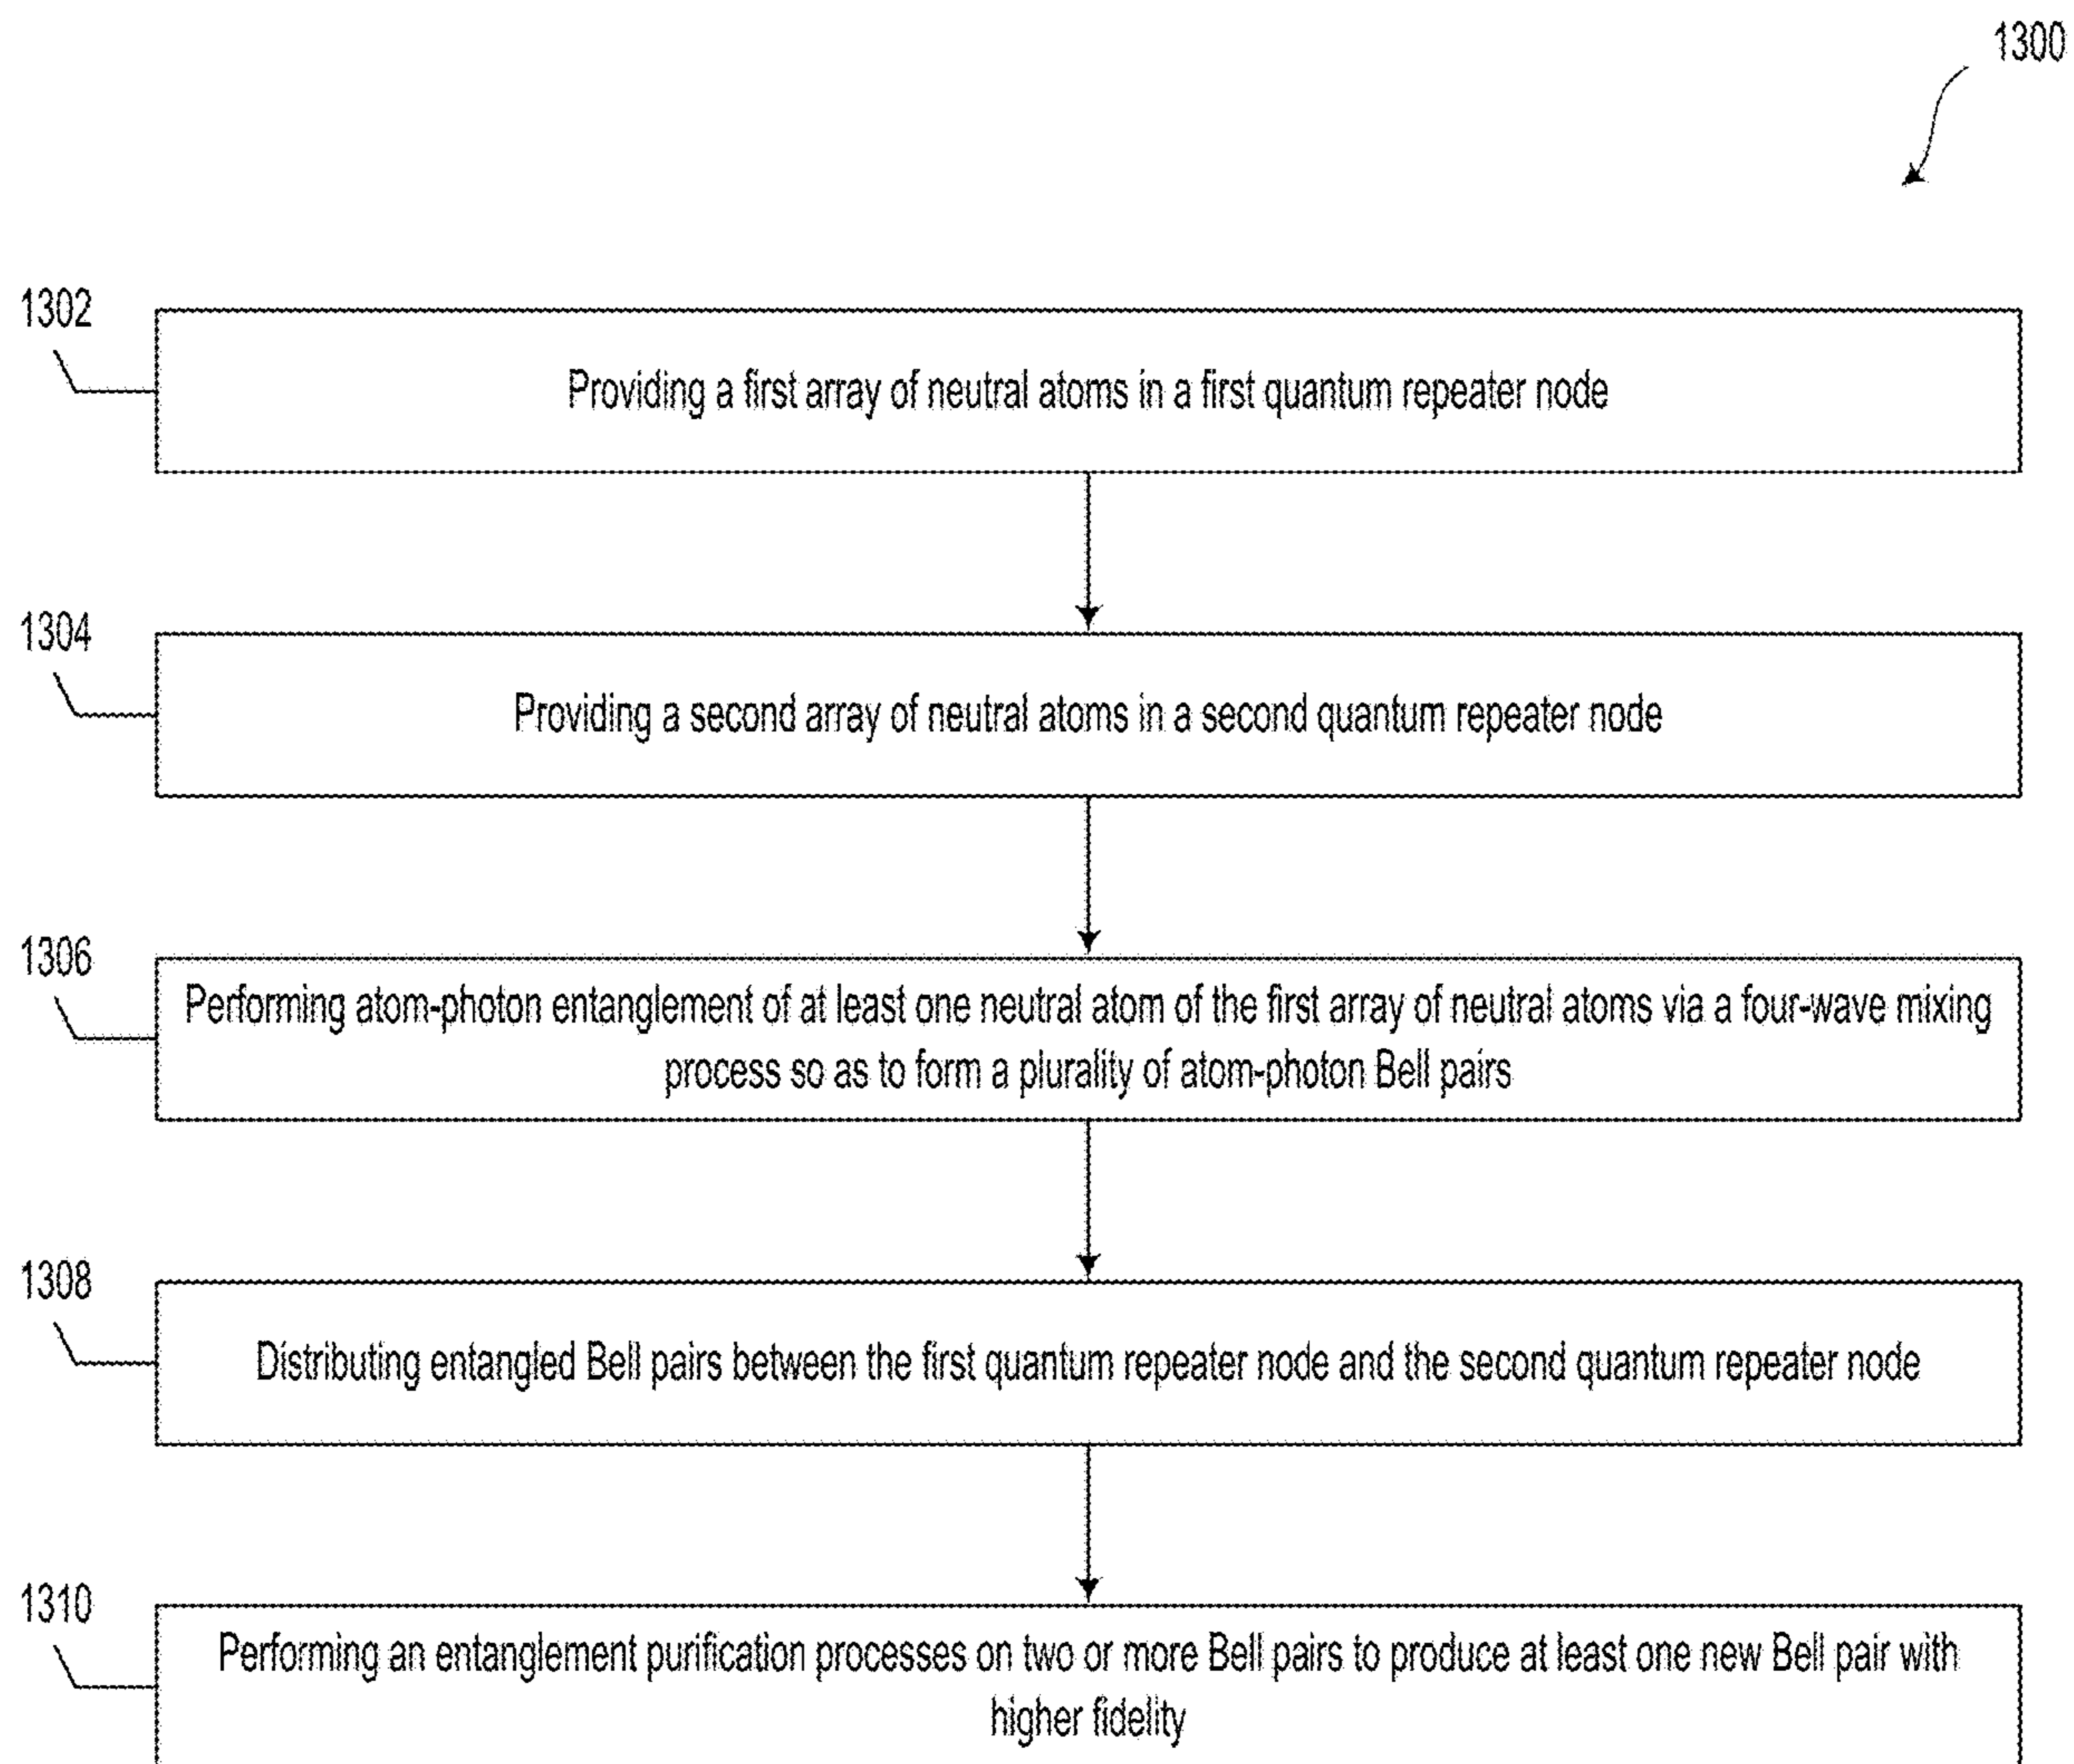 1300
1302
Providing a first array of neutral atoms in a first quantum repeater node
1304
Providing a second array of neutral atoms in a second quantum repeater node
1306
Performing atom-photon entanglement of at least one neutral atom of the first array of neutral atoms via a four-wave mixing
process so as to form a plurality of atom-photon Bell pairs
1308
Distributing entangled Bell pairs between the first quantum repeater node and the second quantum repeater node
1310
Performing an entanglement purification processes on two or more Bell pairs to produce at least one new Bell pair with
higher fidelity